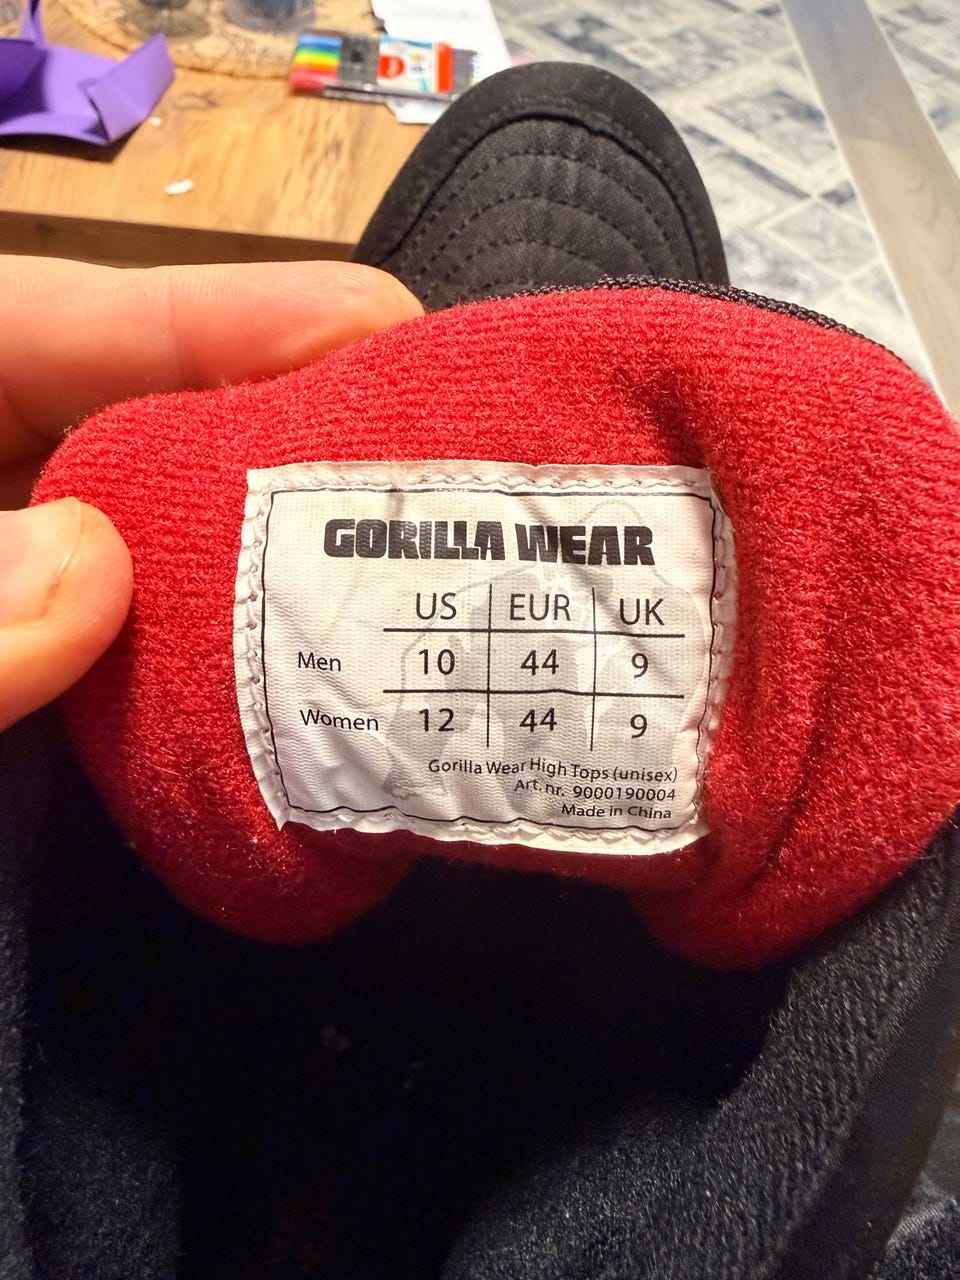 GORILLA WEAR
US EUR UK
Men 10 44 9
Women 12 44 9
Gorilla Wear High Tops (unisex)
Art. nr. 9000190004
Made in China